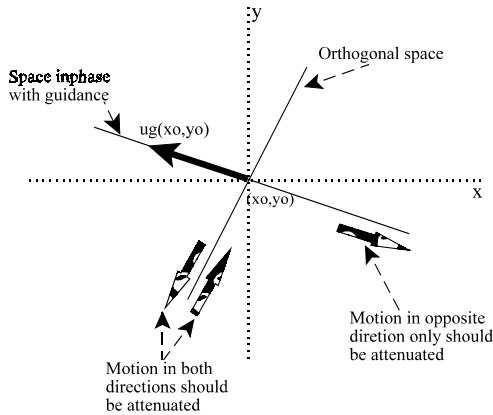 y
Orthogonal space
Space inphase
with guidance
ug(xo,yo)
x
(xo,yo)
Motion in opposite
diretion only should
be attenuated
Motion in both
directions should
be attenuated